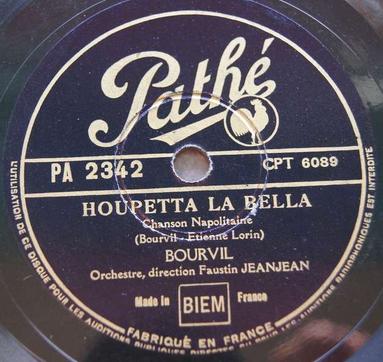 Pathé
PA 2342
CPT 6089
HOUPETTA LA BELLA
Chanson Napolitaine
(Bourvil - Etienne Lorin)
BOURVIL
Orchestre, direction Faustin JEANJEAN
Made in BIEM France
FABRIQUÉ EN FRANCE
L'UTILISATION DE CE DISQUE POUR LES AUDITIONS PUBLIQUES DIRECTES OU POUR LES AUDITIONS RADIOPHONIQUES EST INTERDITE